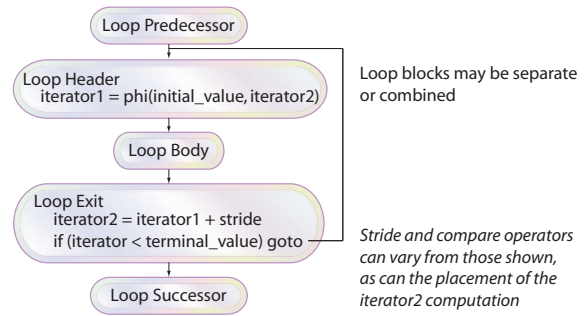 Loop Predecessor
Loop Header
iterator1 = phi(initial_value, iterator2)
Loop blocks may be separate
or combined
Loop Body
Loop Exit
iterator2 = iterator1 + stride
if (iterator < terminal_value) goto
Stride and compare operators
can vary from those shown,
as can the placement of the
iterator2 computation
Loop Successor